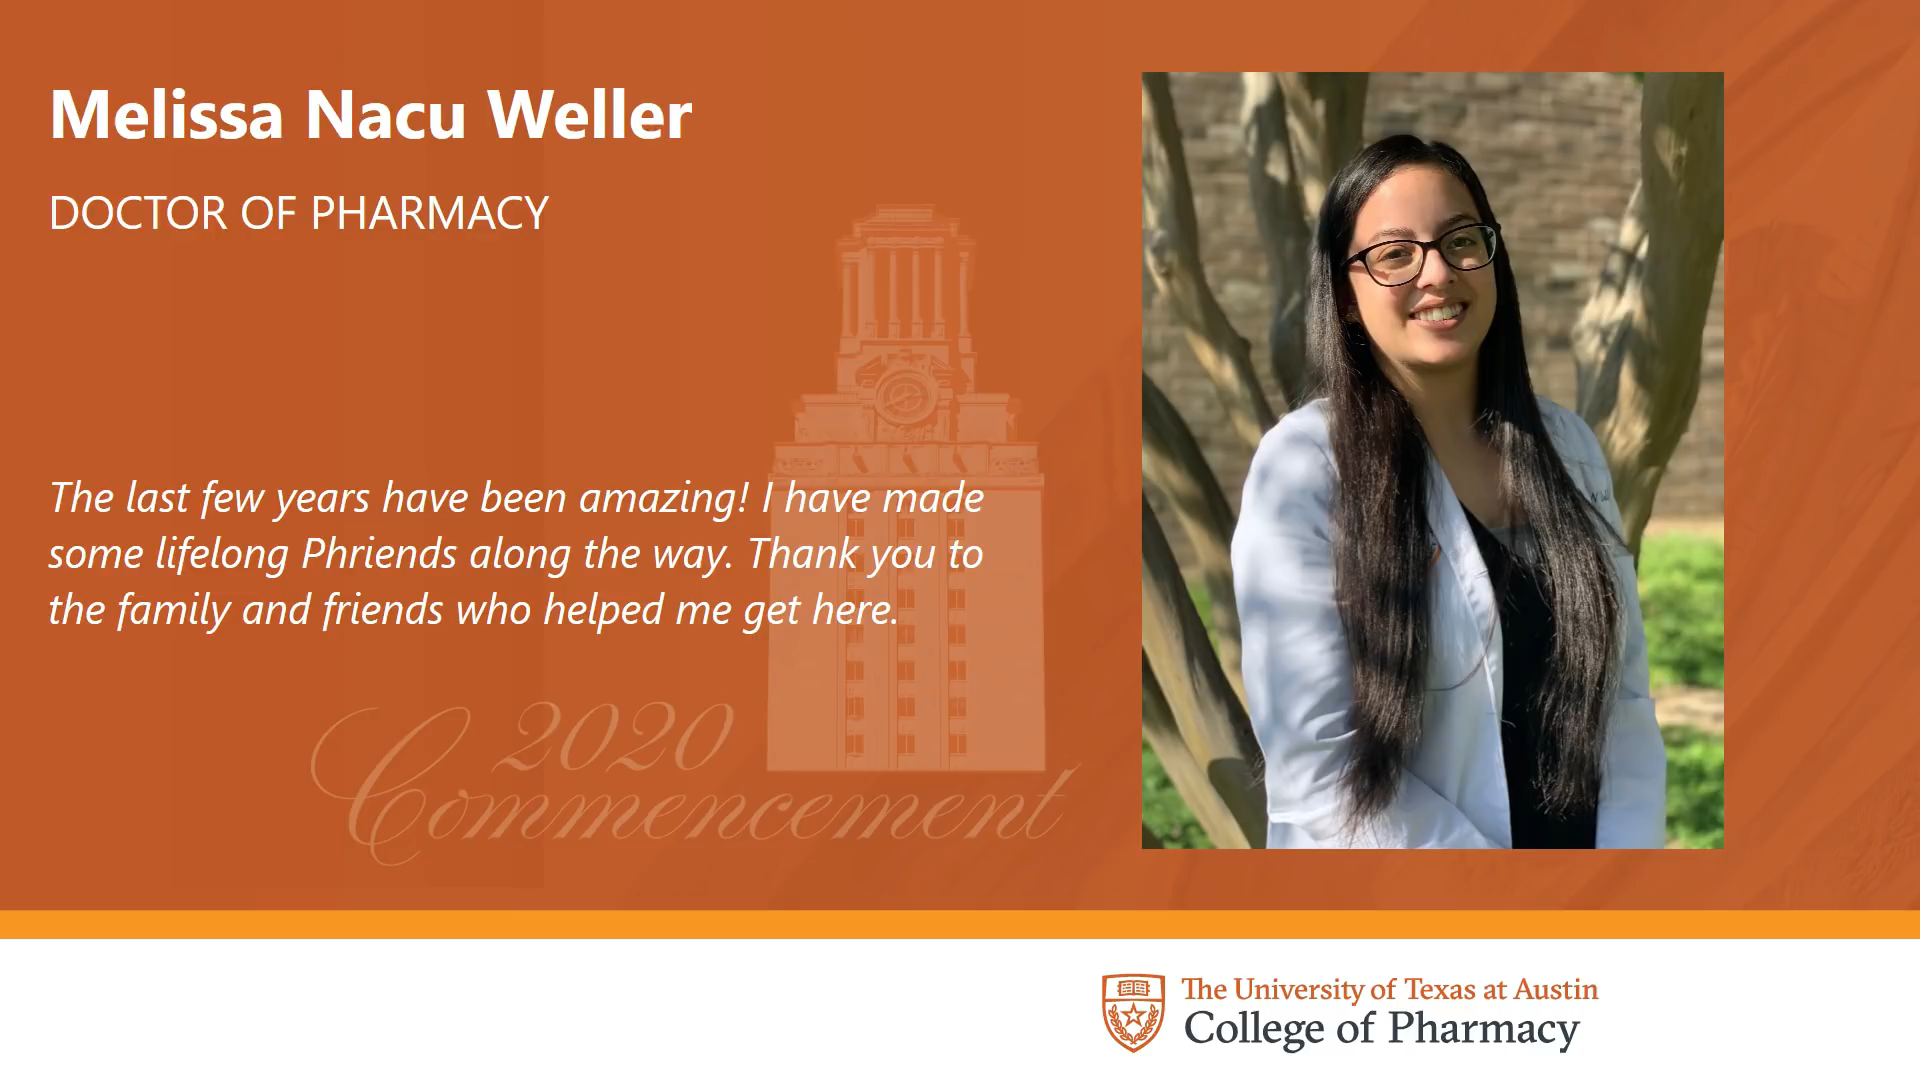 Melissa Nacu Weller
DOCTOR OF PHARMACY
The last few years have been amazing! I have made
some lifelong Phriends along the way. Thank you to
the family and friends who helped me get here.
2020
Commencement
The University of Texas at Austin
College of Pharmacy